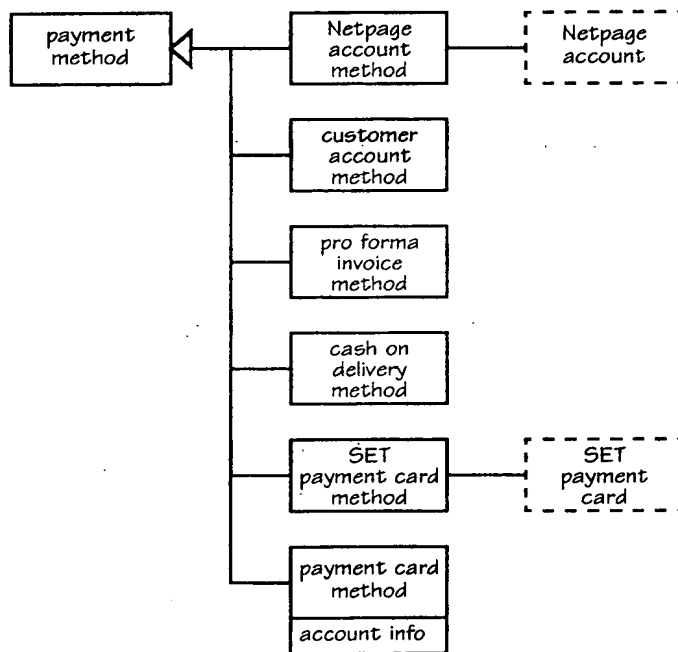 payment
method
Netpage
account
method
Netpage
account
customer
account
method
pro forma
invoice
method
cash on
delivery
method
SET
payment card
method
SET
payment
card
payment card
method
account info